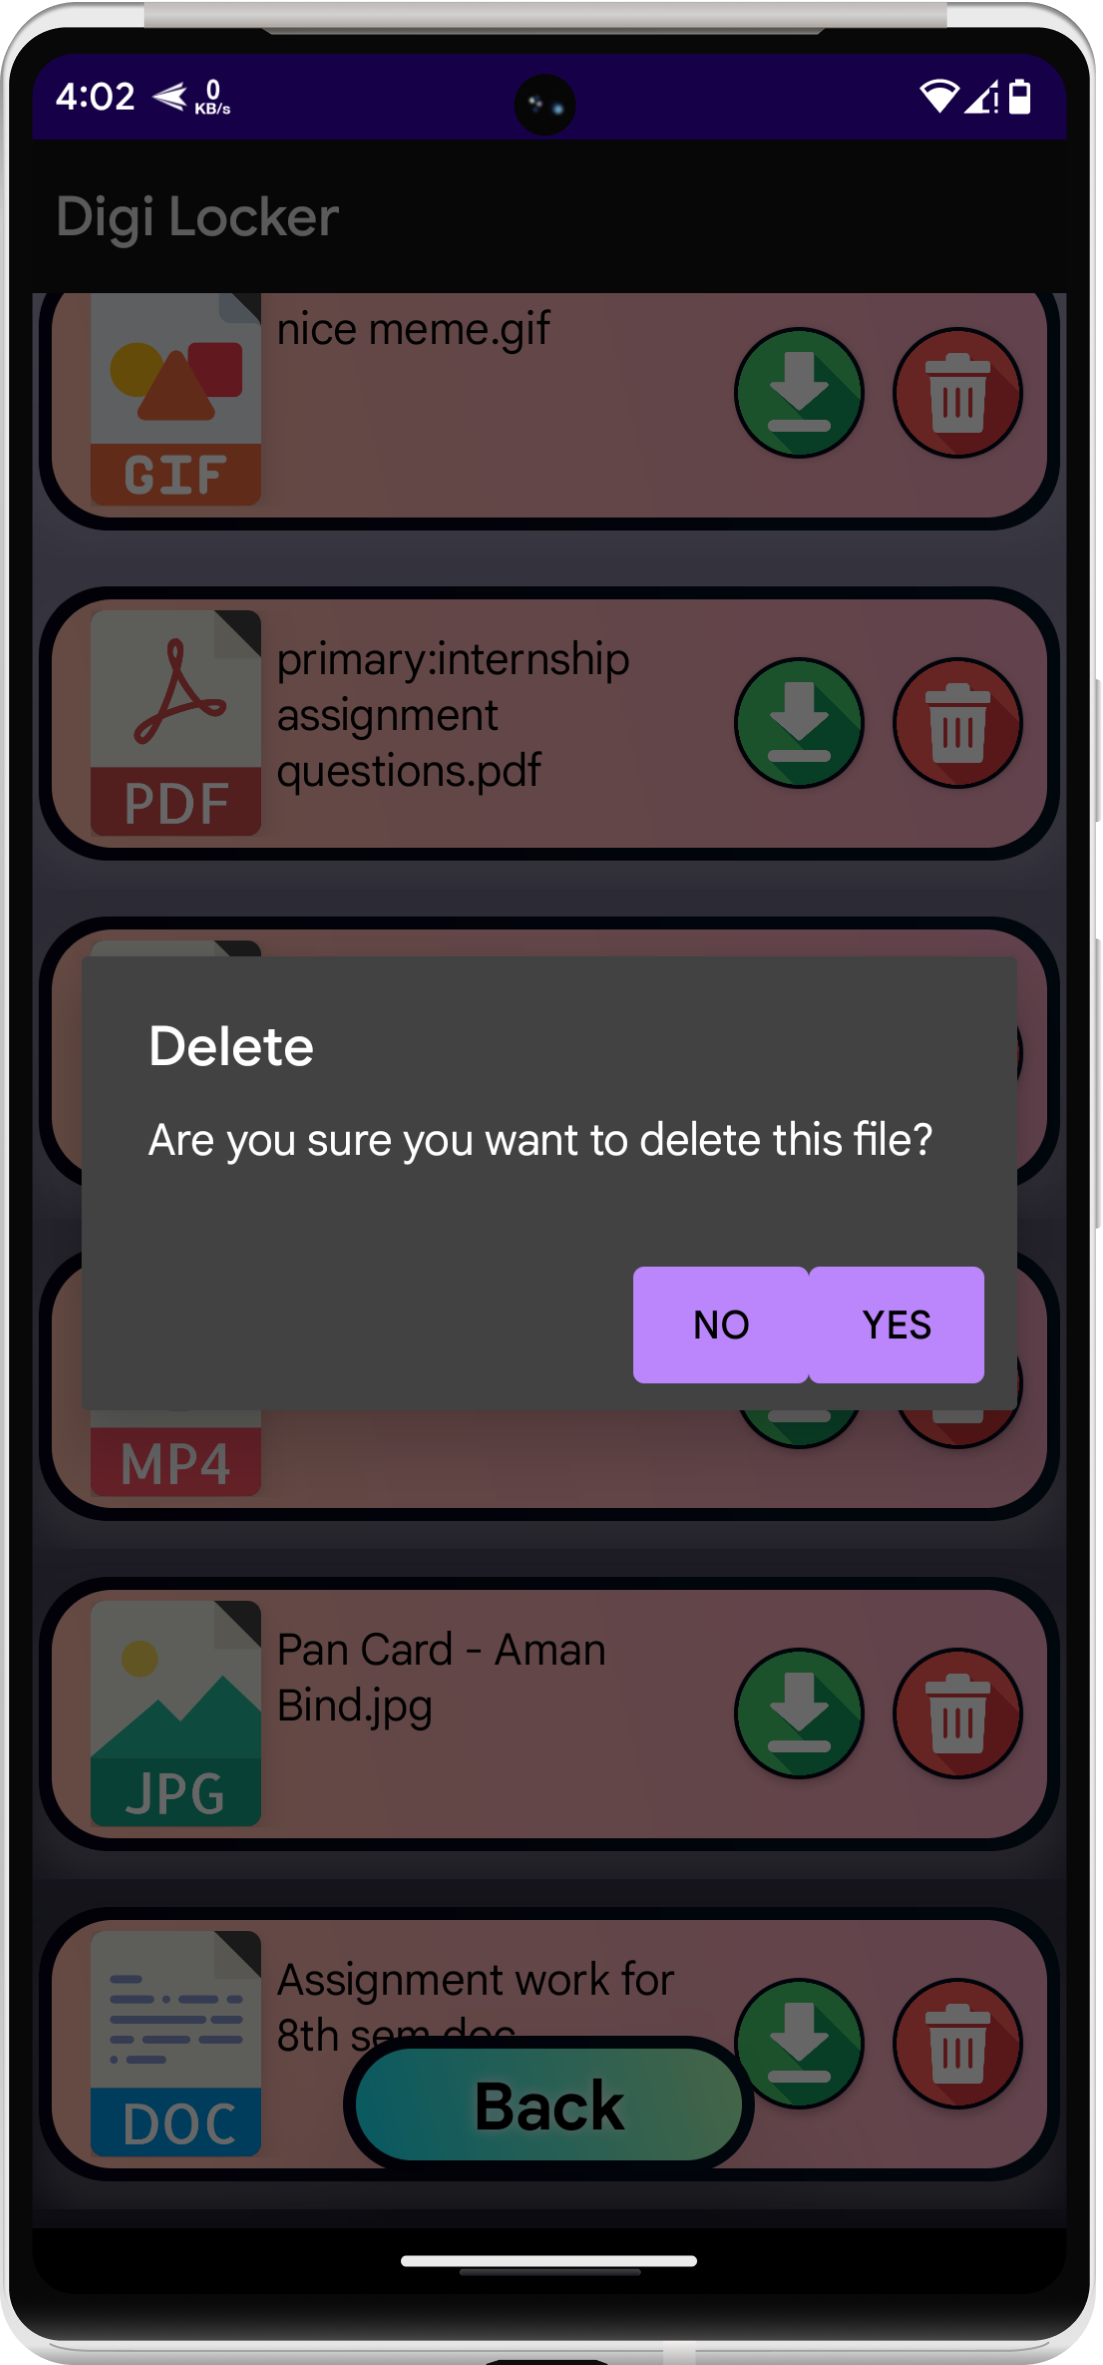 4:02
0
KB/s
Digi Locker
nice meme.gif
GIF
primary:internship
assignment
questions.pdf
PDF
Delete
Are you sure you want to delete this file?
NO YES
MP4
Pan Card - Aman
Bind.jpg
JPG
Assignment work for
8th sem.doc
DOC
Back